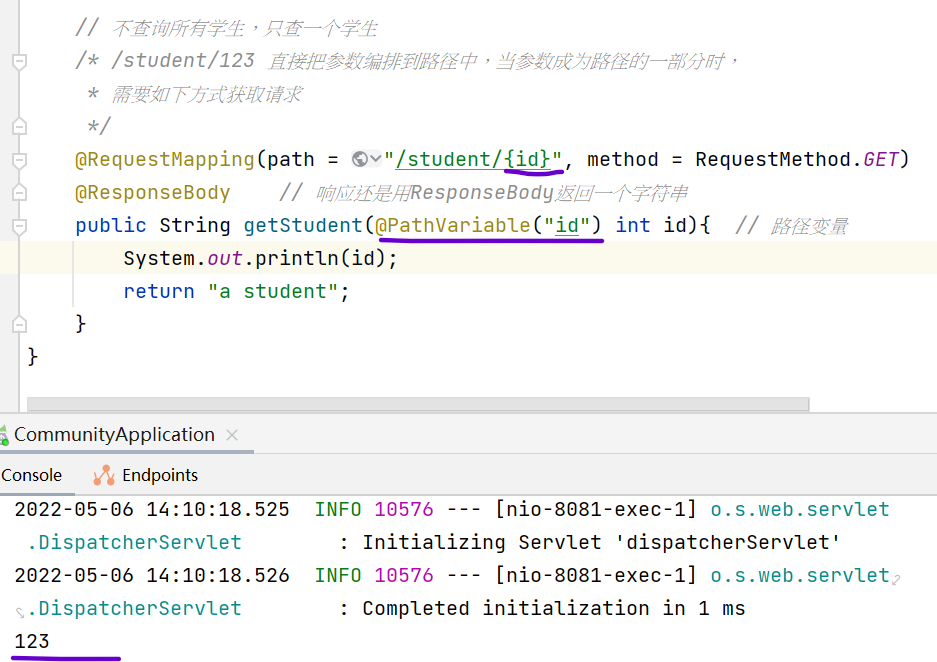 // 不查询所有学生，只查一个学生
/* /student/123 直接把参数编排到路径中，当参数成为路径的一部分时，
* 需要如下方式获取请求
*/
@RequestMapping(path = "/student/{id}", method = RequestMethod.GET)
@ResponseBody // 响应还是用ResponseBody返回一个字符串
public String getStudent(@PathVariable("id") int id){ // 路径变量
System.out.println(id);
return "a student";
}
}
CommunityApplication
Console Endpoints
2022-05-06 14:10:18.525 INFO 10576 --- [nio-8081-exec-1] o.s.web.servlet
.DispatcherServlet : Initializing Servlet 'dispatcherServlet'
2022-05-06 14:10:18.526 INFO 10576 --- [nio-8081-exec-1] o.s.web.servlet
.DispatcherServlet : Completed initialization in 1 ms
123